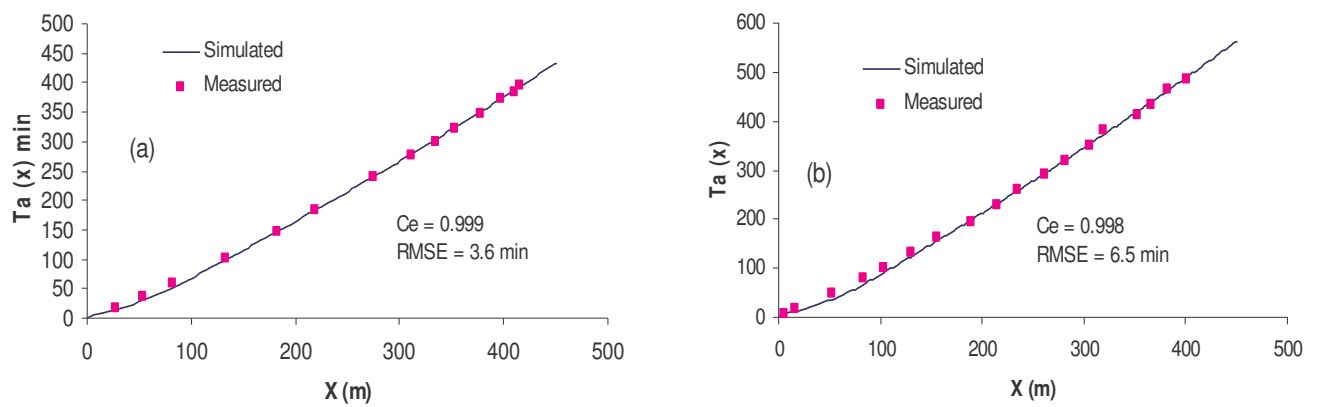 500
450
400
350
300
250
200
150
100
50
0
Ta (x) min
Simulated
Measured
(a)
Ce = 0.999
RMSE = 3.6 min
0 100 200 300 400 500
X (m)
600
500
400
300
200
100
0
Ta (x)
Simulated
Measured
(b)
Ce = 0.998
RMSE = 6.5 min
0 100 200 300 400 500
X (m)